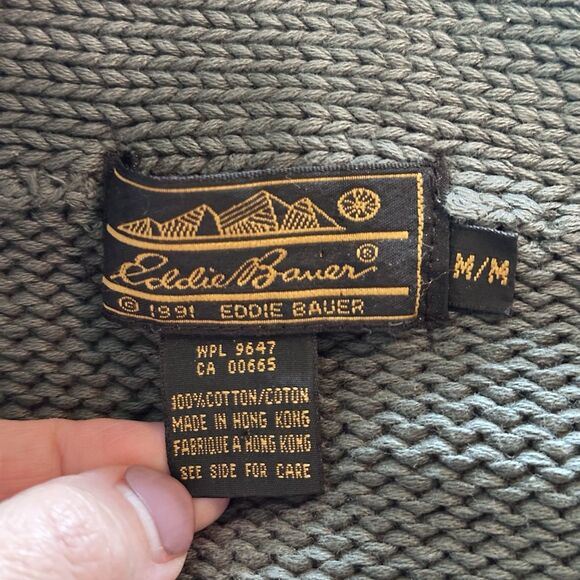 Eddie Bauer®
© 1991 EDDIE BAUER
M/M
WPL 9647
CA 00665
100% COTTON/COTON
MADE IN HONG KONG
FABRIQUE A HONG KONG
SEE SIDE FOR CARE